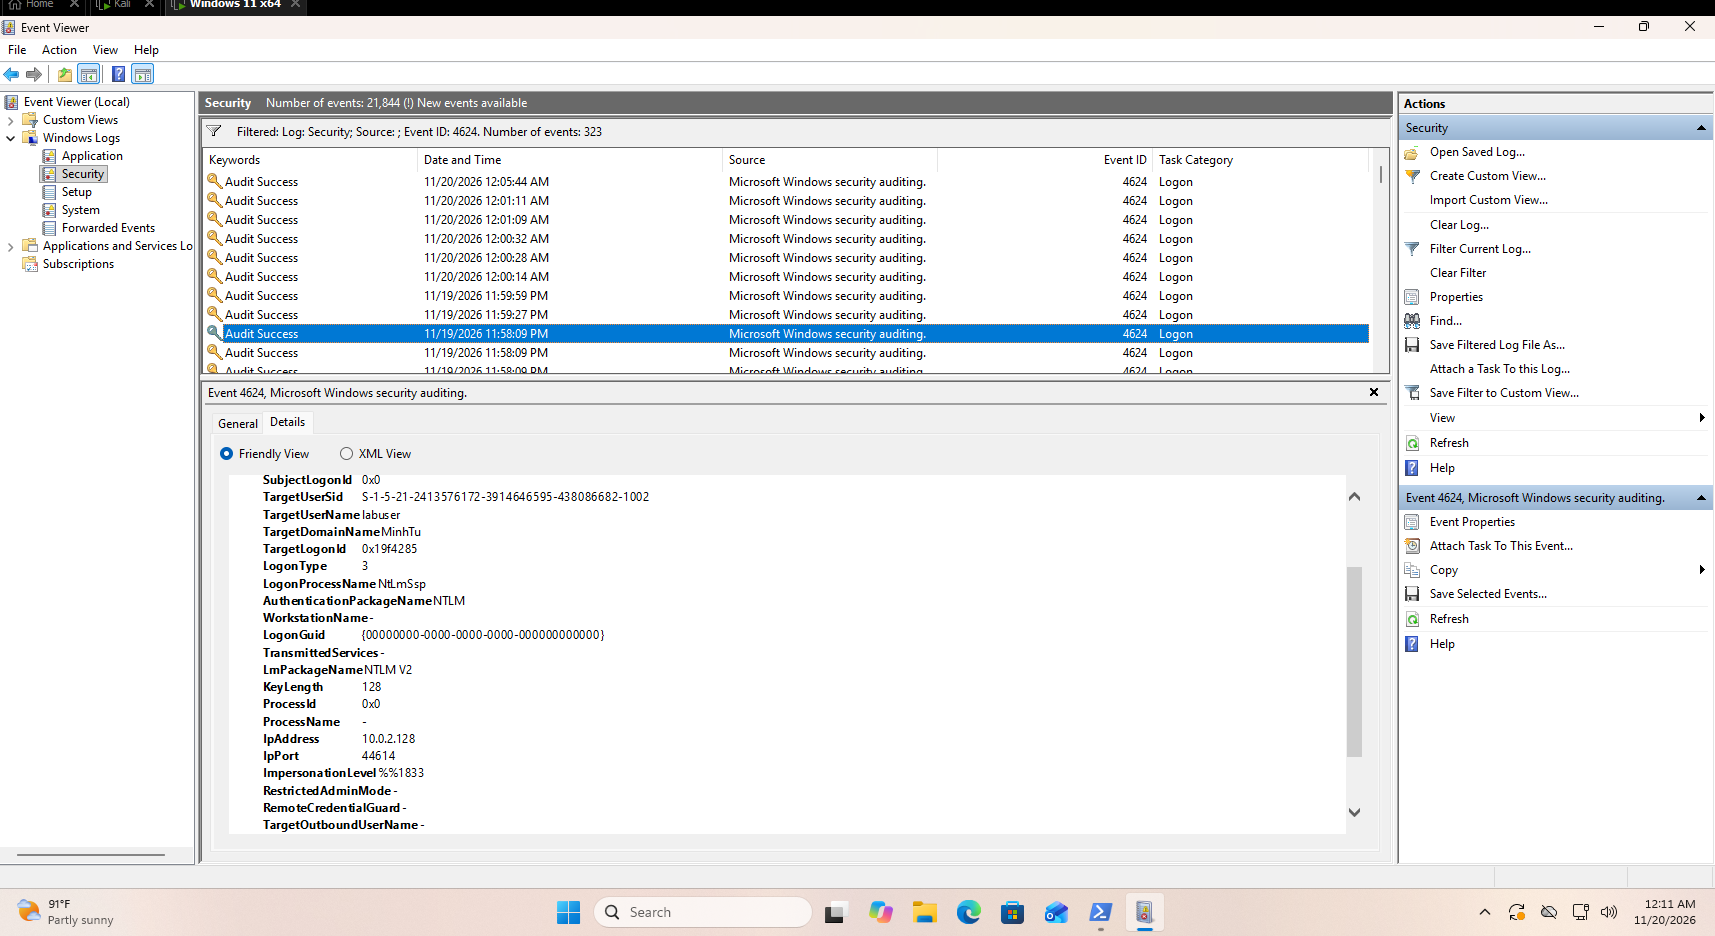 Home
Kali
Windows 11 x64
Event Viewer
File Action View Help
Event Viewer (Local)
Custom Views
Windows Logs
Application
Security
Setup
System
Forwarded Events
Applications and Services Lo
Subscriptions
Security Number of events: 21,844 (!) New events available
Filtered: Log: Security; Source: ; Event ID: 4624. Number of events: 323
Keywords Date and Time Source Event ID Task Category
Audit Success 11/20/2026 12:05:44 AM Microsoft Windows security auditing. 4624 Logon
Audit Success 11/20/2026 12:01:11 AM Microsoft Windows security auditing. 4624 Logon
Audit Success 11/20/2026 12:01:09 AM Microsoft Windows security auditing. 4624 Logon
Audit Success 11/20/2026 12:00:32 AM Microsoft Windows security auditing. 4624 Logon
Audit Success 11/20/2026 12:00:28 AM Microsoft Windows security auditing. 4624 Logon
Audit Success 11/20/2026 12:00:14 AM Microsoft Windows security auditing. 4624 Logon
Audit Success 11/19/2026 11:59:59 PM Microsoft Windows security auditing. 4624 Logon
Audit Success 11/19/2026 11:59:27 PM Microsoft Windows security auditing. 4624 Logon
Audit Success 11/19/2026 11:58:09 PM Microsoft Windows security auditing. 4624 Logon
Audit Success 11/19/2026 11:58:09 PM Microsoft Windows security auditing. 4624 Logon
Audit Success 11/19/2026 11:58:09 PM Microsoft Windows security auditing. 4624 Logon
Event 4624, Microsoft Windows security auditing.
General Details
Friendly View XML View
SubjectLogonId 0x0
TargetUserSid S-1-5-21-2413576172-3914646595-438086682-1002
TargetUserName labuser
TargetDomainName MinhTu
TargetLogonId 0x19f4285
LogonType 3
LogonProcessName NtLmSsp
AuthenticationPackageName NTLM
WorkstationName -
LogonGuid {00000000-0000-0000-0000-000000000000}
TransmittedServices -
LmPackageName NTLM V2
KeyLength 128
ProcessId 0x0
ProcessName -
IpAddress 10.0.2.128
IpPort 44614
ImpersonationLevel %%1833
RestrictedAdminMode -
RemoteCredentialGuard -
TargetOutboundUserName -
Actions
Security
Open Saved Log...
Create Custom View...
Import Custom View...
Clear Log...
Filter Current Log...
Clear Filter
Properties
Find...
Save Filtered Log File As...
Attach a Task To this Log...
Save Filter to Custom View...
View
Refresh
Help
Event 4624, Microsoft Windows security auditing.
Event Properties
Attach Task To This Event...
Copy
Save Selected Events...
Refresh
Help
91°F
Partly sunny
Search
12:11 AM
11/20/2026